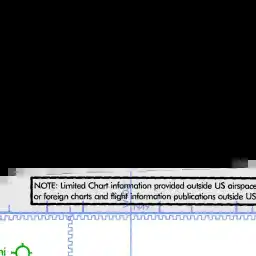 NOTE: Limited Chart information provided outside US airspace
or foreign charts and flight information publications outside US